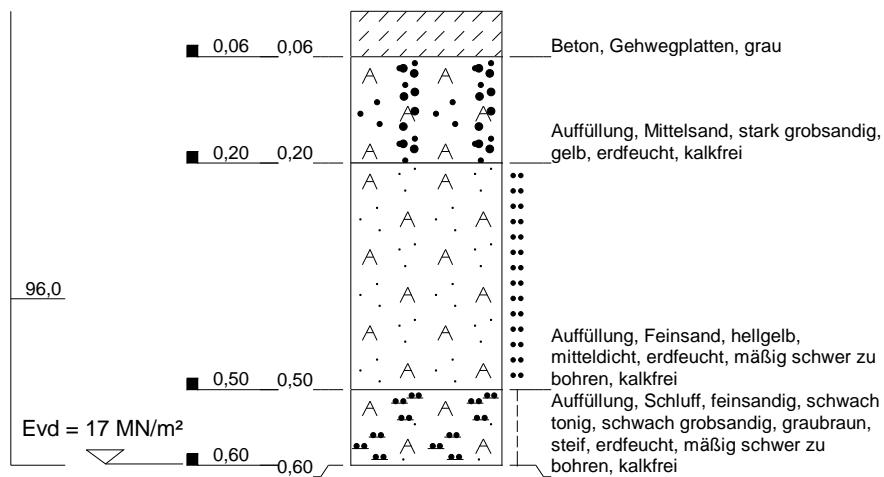 0,06 0,06 Beton, Gehwegplatten, grau
Auffüllung, Mittelsand, stark grobsandig,
0,20 0,20 gelb, erdfeucht, kalkfrei
96,0
Auffüllung, Feinsand, hellgelb,
mitteldicht, erdfeucht, mäßig schwer zu
0,50 0,50 bohren, kalkfrei
Auffüllung, Schluff, feinsandig, schwach
tonig, schwach grobsandig, graubraun,
Evd = 17 MN/m²
steif, erdfeucht, mäßig schwer zu
0,60 0,60 bohren, kalkfrei